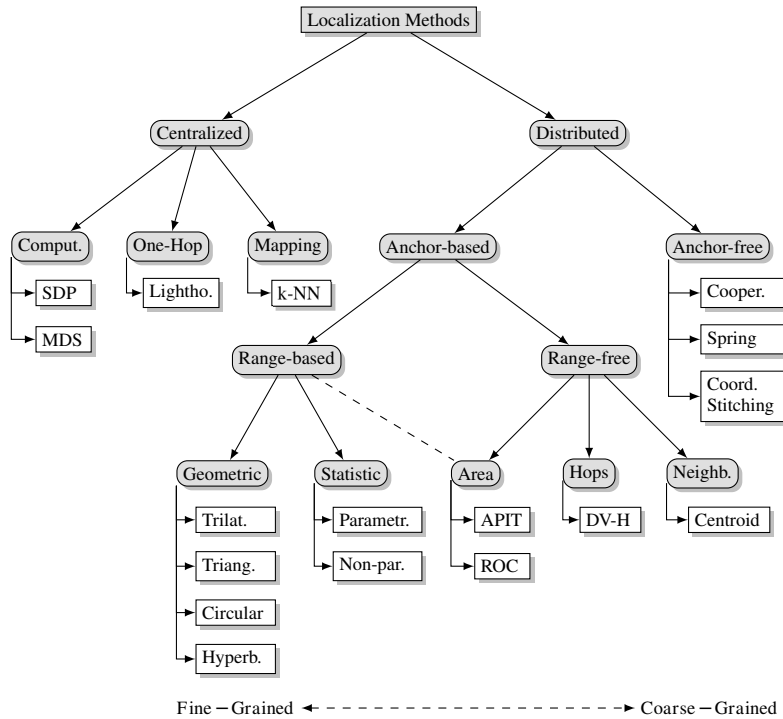 Localization Methods
Centralized
Distributed
Comput.
One-Hop
Mapping
Anchor-based
Anchor-free
SDP
Lightho.
k-NN
Cooper.
MDS
Spring
Range-based
Range-free
Coord.
Stitching
Geometric
Statistic
Area
Hops
Neighb.
Trilat.
Parametr.
APIT
DV-H
Centroid
Triang.
Non-par.
ROC
Circular
Hyperb.
Fine – Grained
Coarse – Grained